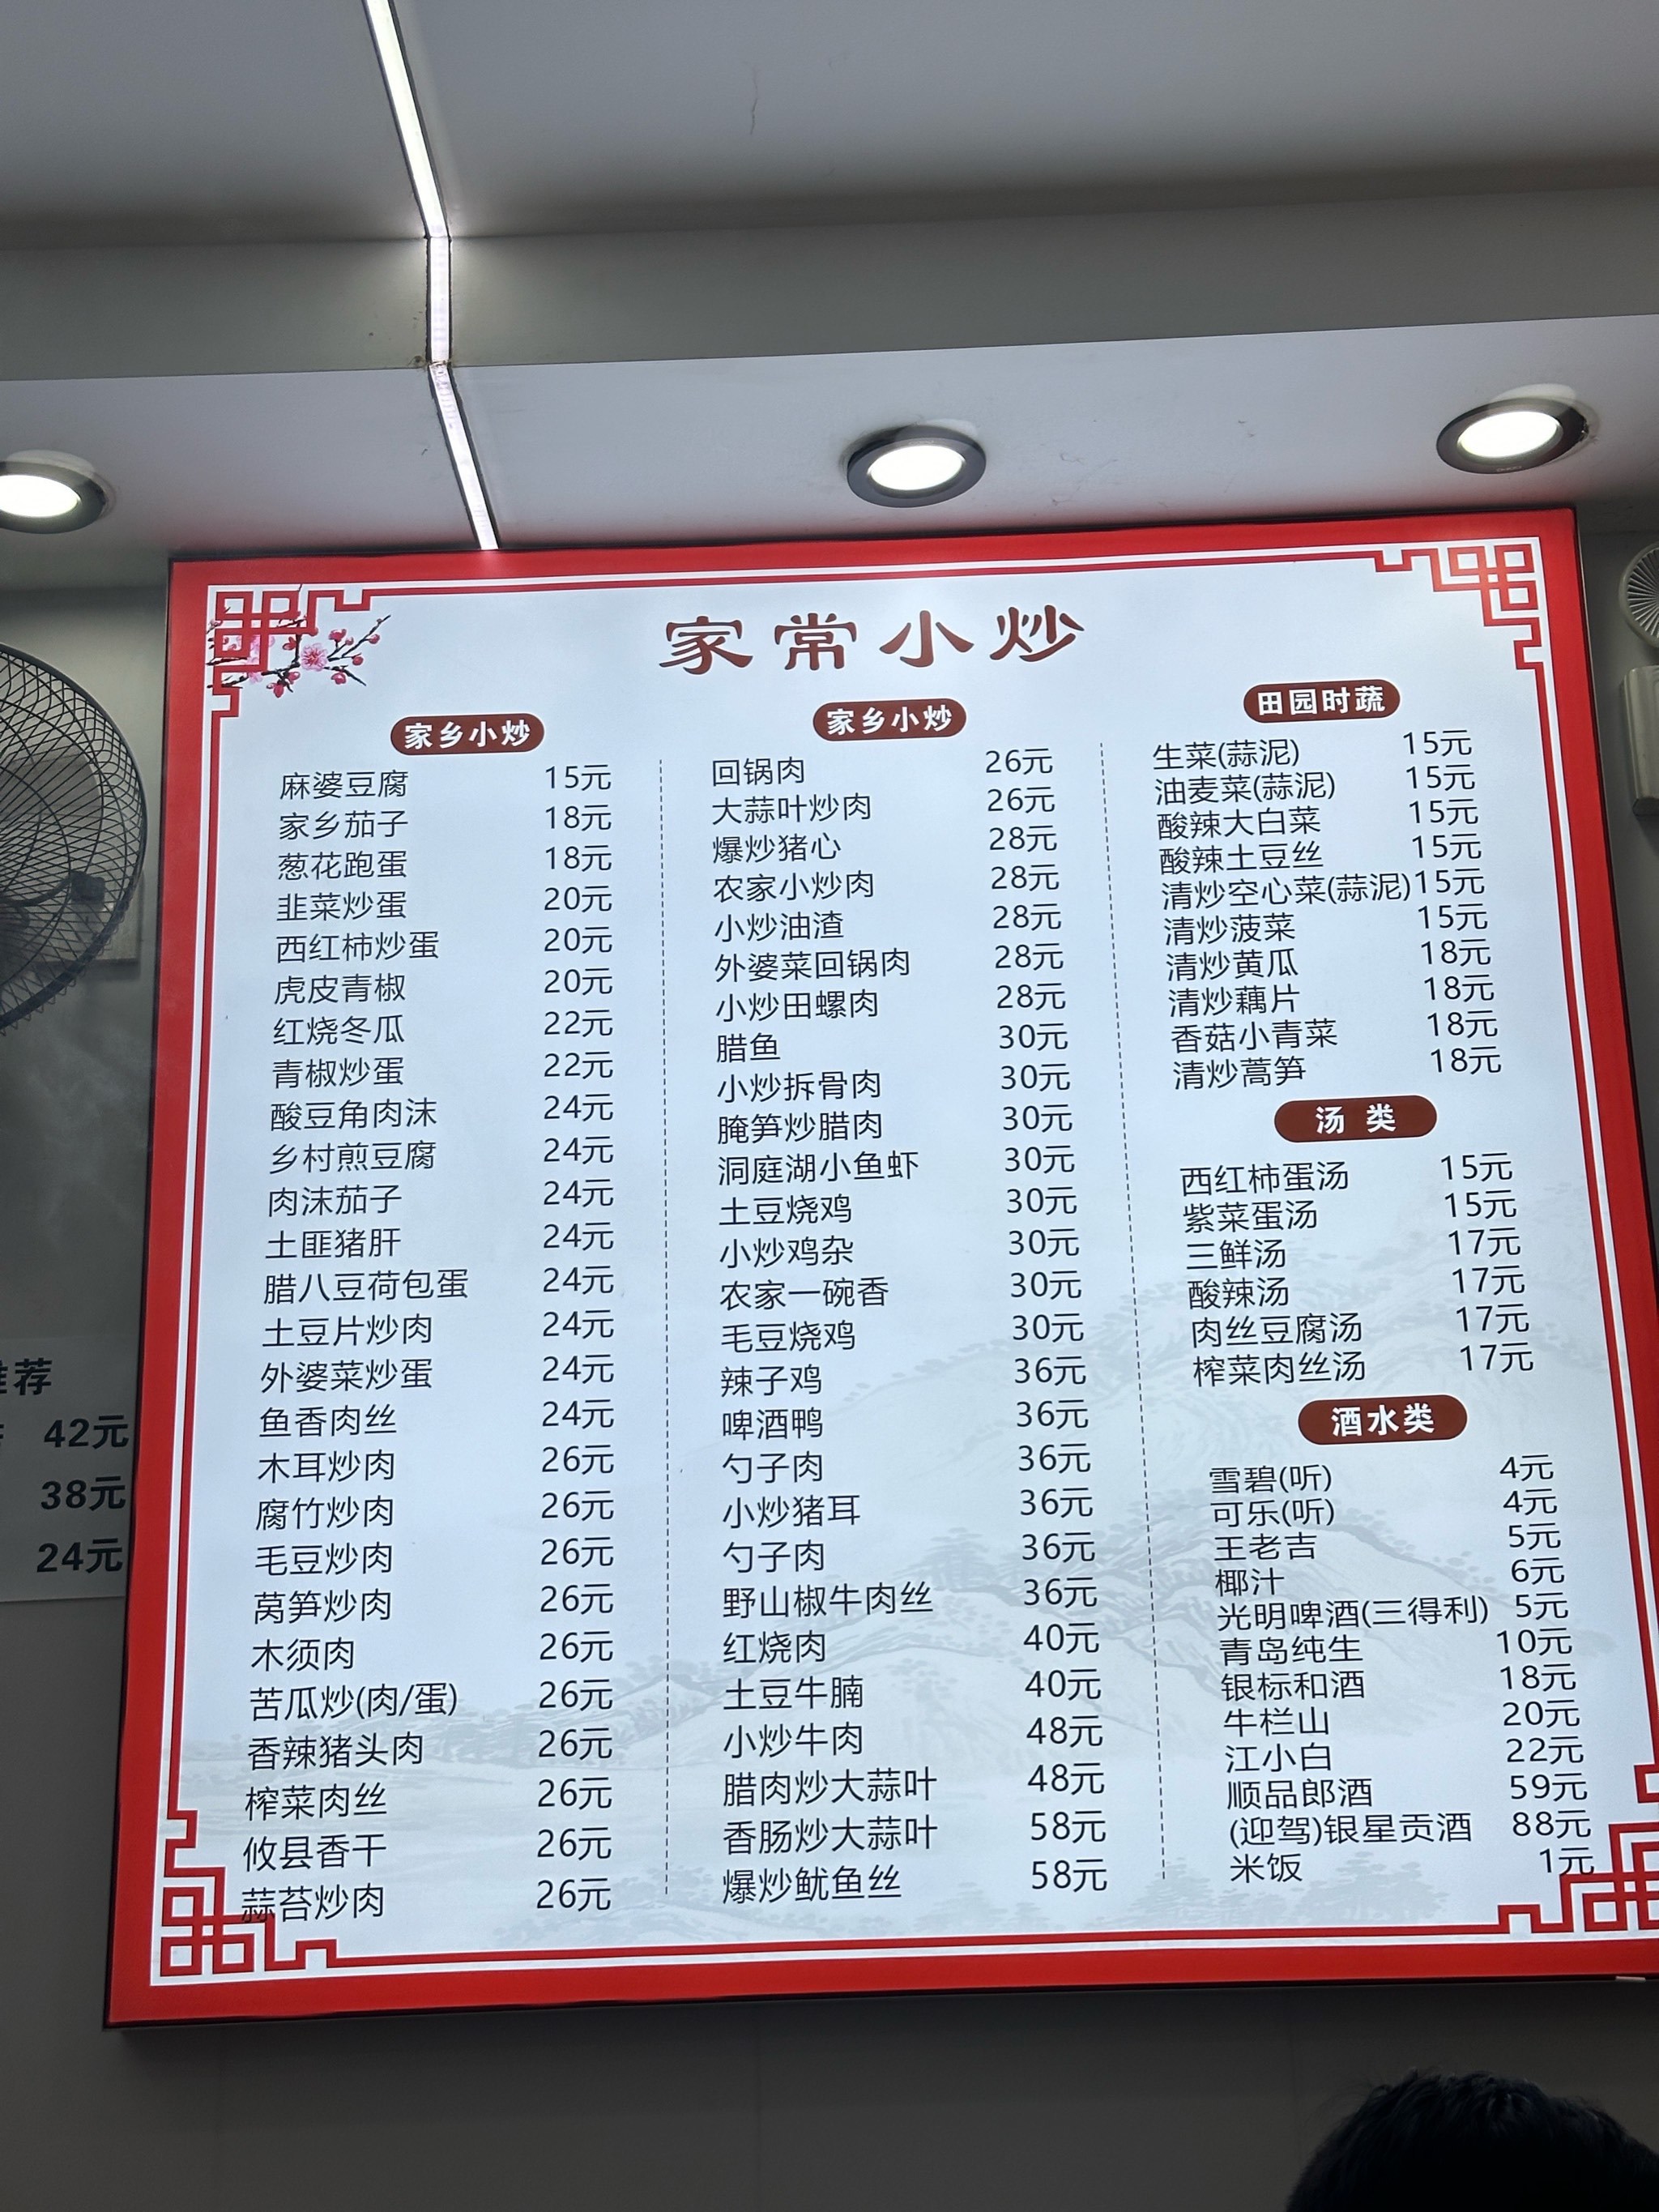 家常小炒
家乡小炒
麻婆豆腐 15元
家乡茄子 18元
葱花跑蛋 18元
韭菜炒蛋 20元
西红柿炒蛋 20元
虎皮青椒 20元
红烧冬瓜 22元
青椒炒蛋 22元
酸豆角肉沫 24元
乡村煎豆腐 24元
肉沫茄子 24元
土匪猪肝 24元
腊八豆荷包蛋 24元
土豆片炒肉 24元
外婆菜炒蛋 24元
鱼香肉丝 24元
木耳炒肉 26元
腐竹炒肉 26元
毛豆炒肉 26元
莴笋炒肉 26元
木须肉 26元
苦瓜炒(肉/蛋) 26元
香辣猪头肉 26元
榨菜肉丝 26元
攸县香干 26元
蒜苔炒肉 26元
家乡小炒
回锅肉 26元
大蒜叶炒肉 26元
爆炒猪心 28元
农家小炒肉 28元
小炒油渣 28元
外婆菜回锅肉 28元
小炒田螺肉 28元
腊鱼 30元
小炒拆骨肉 30元
腌笋炒腊肉 30元
洞庭湖小鱼虾 30元
土豆烧鸡 30元
小炒鸡杂 30元
农家一碗香 30元
毛豆烧鸡 30元
辣子鸡 36元
啤酒鸭 36元
勺子肉 36元
小炒猪耳 36元
勺子肉 36元
野山椒牛肉丝 36元
红烧肉 40元
土豆牛腩 40元
小炒牛肉 48元
腊肉炒大蒜叶 48元
香肠炒大蒜叶 58元
爆炒鱿鱼丝 58元
田园时蔬
生菜(蒜泥) 15元
油麦菜(蒜泥) 15元
酸辣大白菜 15元
酸辣土豆丝 15元
清炒空心菜(蒜泥) 15元
清炒菠菜 15元
清炒黄瓜 18元
清炒藕片 18元
香菇小青菜 18元
清炒蒿笋 18元
汤 类
西红柿蛋汤 15元
紫菜蛋汤 15元
三鲜汤 17元
酸辣汤 17元
肉丝豆腐汤 17元
榨菜肉丝汤 17元
酒水类
雪碧(听) 4元
可乐(听) 4元
王老吉 5元
椰汁 6元
光明啤酒(三得利) 5元
青岛纯生 10元
银标和酒 18元
牛栏山 20元
江小白 22元
顺品郎酒 59元
(迎驾)银星贡酒 88元
米饭 1元
荐
42元
38元
24元